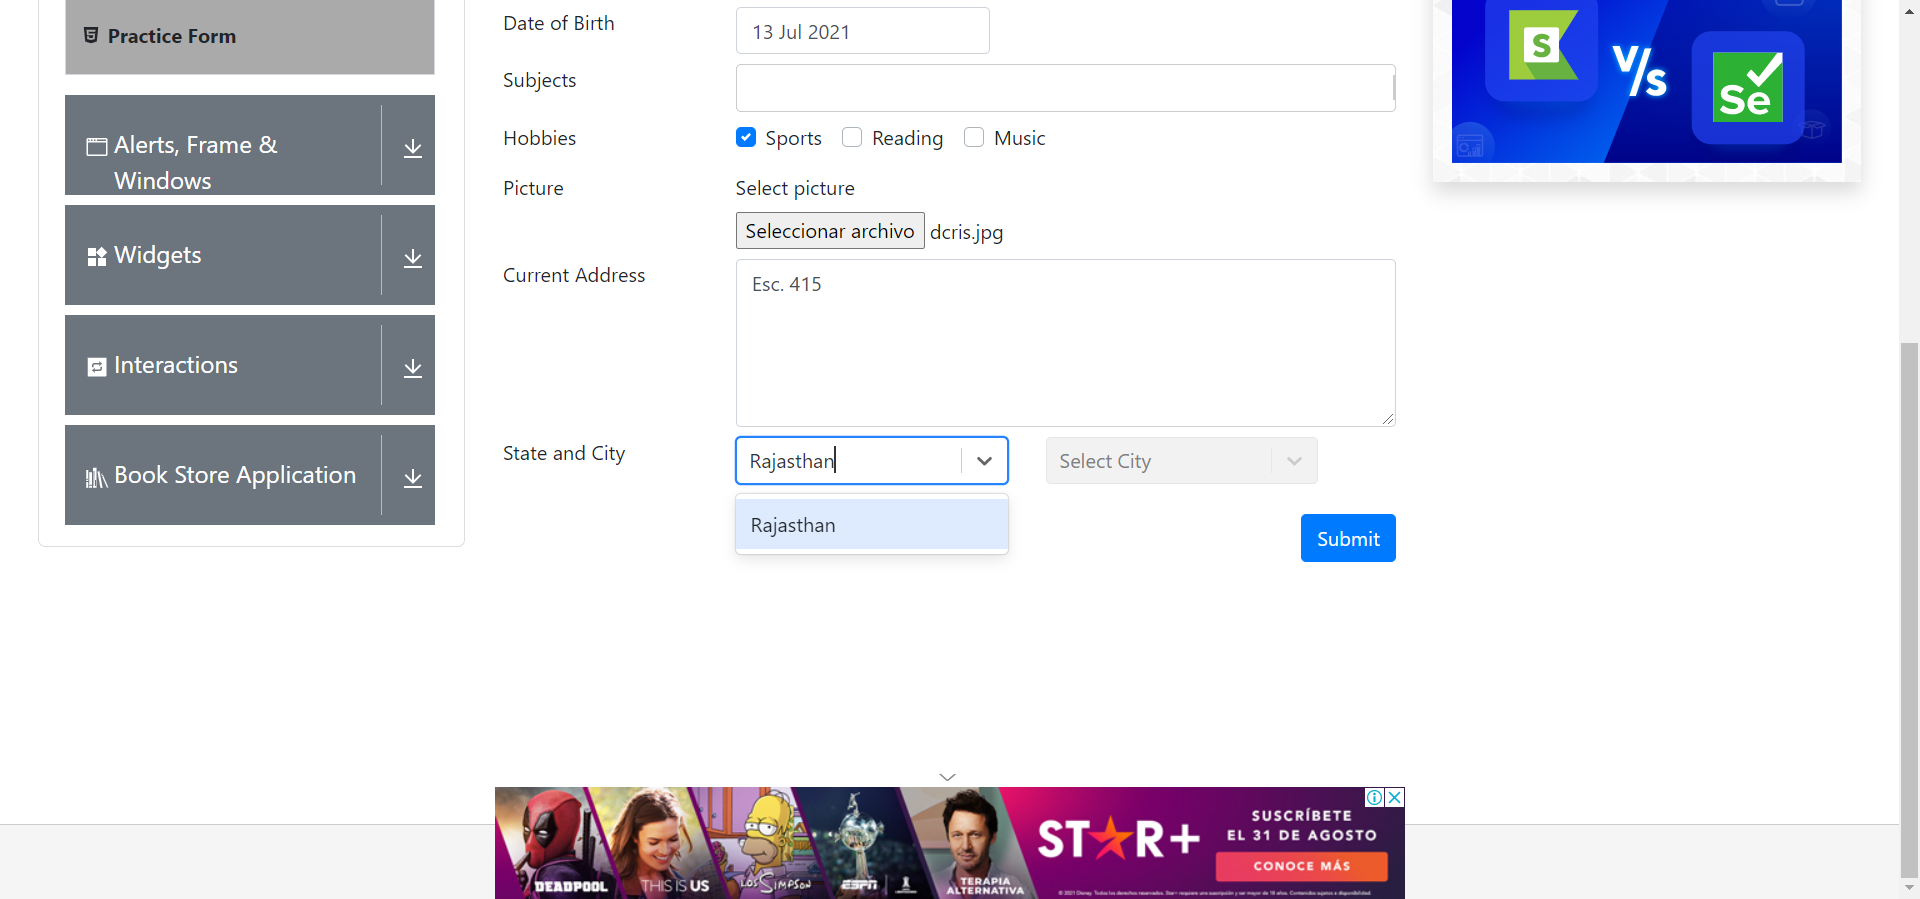 Practice Form
Alerts, Frame &
Windows
Widgets
Interactions
Book Store Application
Date of Birth
13 Jul 2021
Subjects
Hobbies
Sports
Reading
Music
Picture
Select picture
Seleccionar archivo
dcris.jpg
Current Address
Esc. 415
State and City
Rajasthan
Select City
Rajasthan
Submit
S
V/s
Se
DEADPOOL
THIS IS US
LOS SIMPSON
ESPN
TERAPIA
ALTERNATIVA
ST★R+
SUSCRÍBETE
EL 31 DE AGOSTO
CONOCE MÁS